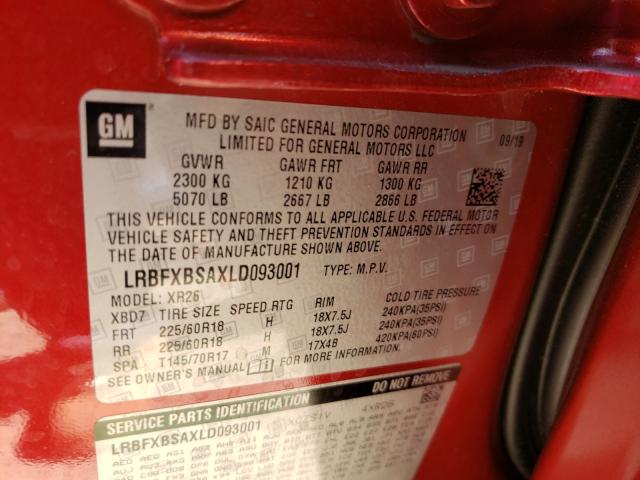 GM
MFD BY SAIC GENERAL MOTORS CORPORATION
LIMITED FOR GENERAL MOTORS LLC
09/19
GVWR GAWR FRT GAWR RR
2300 KG 1210 KG 1300 KG
5070 LB 2667 LB 2866 LB
THIS VEHICLE CONFORMS TO ALL APPLICABLE U.S. FEDERAL MOTOR
VEHICLE SAFETY AND THEFT PREVENTION STANDARDS IN EFFECT ON
THE DATE OF MANUFACTURE SHOWN ABOVE.
LRBFXBSAXLD093001 TYPE: M.P.V.
MODEL: XR26
XBD7 TIRE SIZE SPEED RTG RIM COLD TIRE PRESSURE
FRT 225/60R18 H 18X7.5J 240KPA(35PSI)
RR 225/60R18 H 18X7.5J 240KPA(35PSI)
SPA T145/70R17 M 17X4B 420KPA(60PSI)
SEE OWNER'S MANUAL FOR MORE INFORMATION
SERVICE PARTS IDENTIFICATION DO NOT REMOVE
LRBFXBSAXLD093001 4XR26